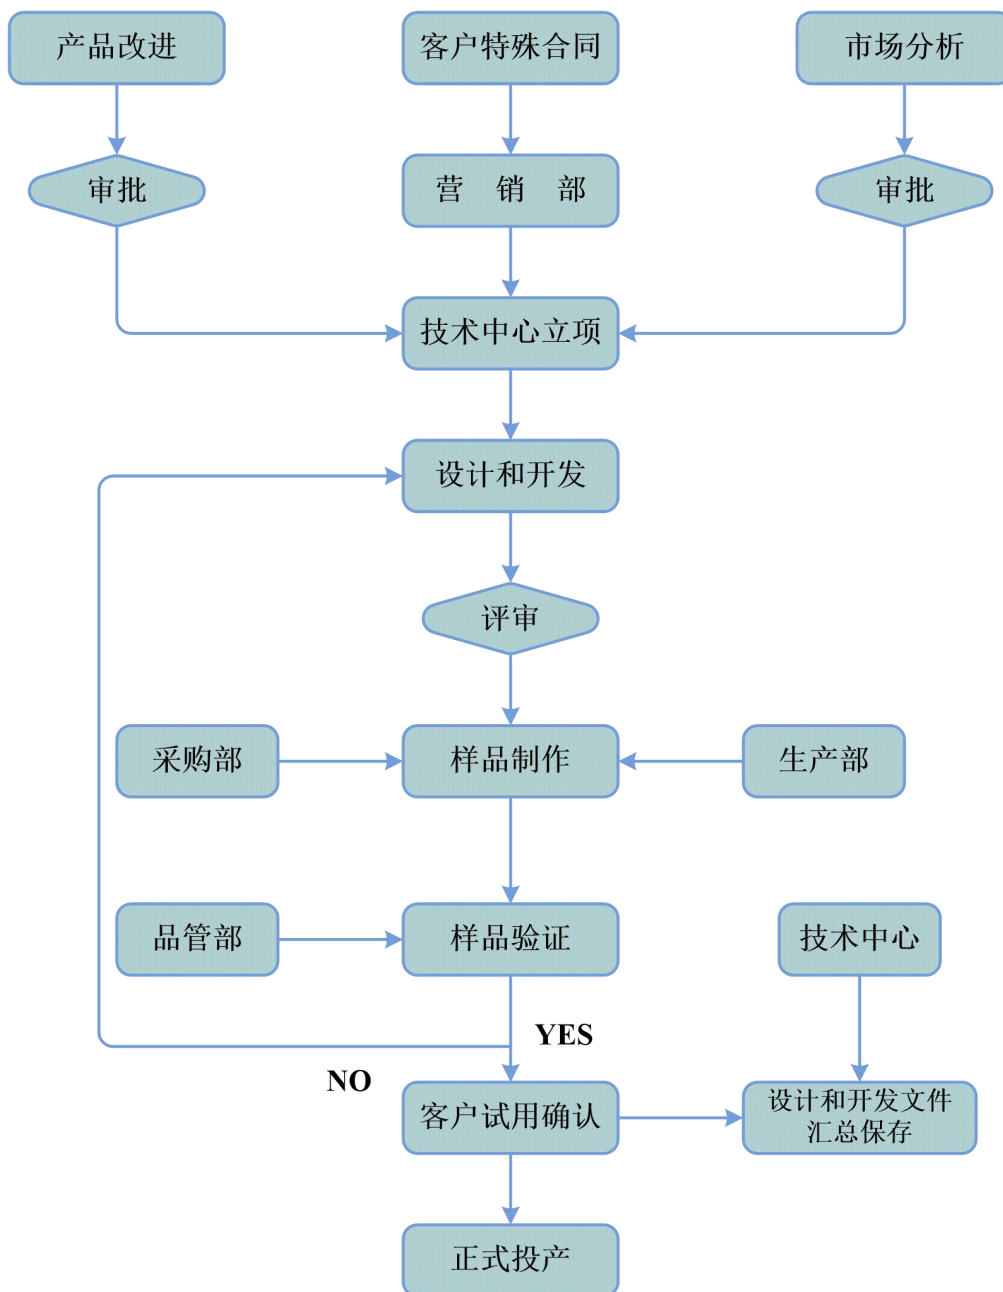 产品改进
客户特殊合同
市场分析
审批
营 销 部
审批
技术中心立项
设计和开发
评审
采购部
样品制作
生产部
品管部
样品验证
技术中心
YES
NO
客户试用确认
设计和开发文件
汇总保存
正式投产